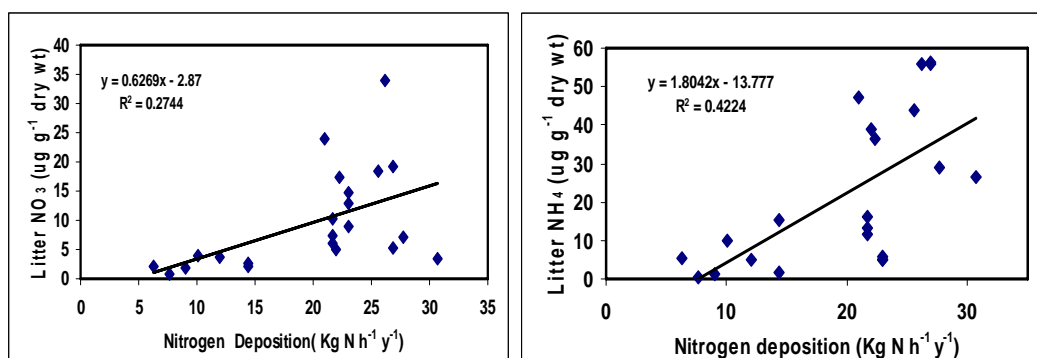 40
35
30
25
20
15
10
5
0
y = 0.6269x - 2.87
R² = 0.2744
Litter NO₃ (ug g⁻¹ dry wt)
0 5 10 15 20 25 30 35
Nitrogen Deposition( Kg N h⁻¹ y⁻¹)
60
50
40
30
20
10
0
y = 1.8042x - 13.777
R² = 0.4224
Litter NH₄ (ug g⁻¹ dry wt)
0 10 20 30
Nitrogen deposition (Kg N h⁻¹ y⁻¹)